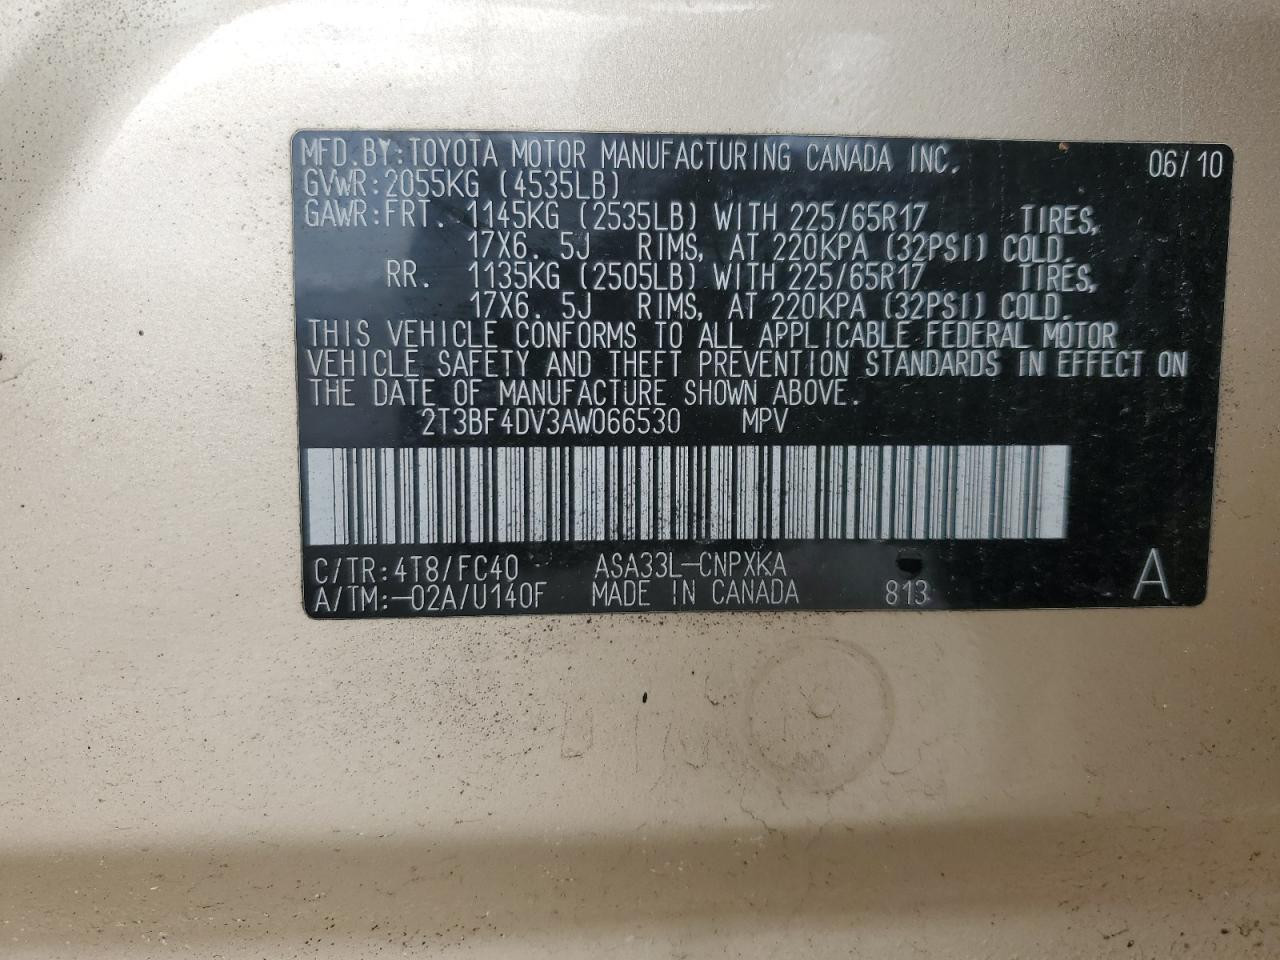 MFD.BY:TOYOTA MOTOR MANUFACTURING CANADA INC. 06/10
GVWR:2055KG (4535LB)
GAWR:FRT. 1145KG (2535LB) WITH 225/65R17 TIRES,
17X6.5J RIMS, AT 220KPA (32PSI) COLD.
RR. 1135KG (2505LB) WITH 225/65R17 TIRES,
17X6.5J RIMS, AT 220KPA (32PSI) COLD.
THIS VEHICLE CONFORMS TO ALL APPLICABLE FEDERAL MOTOR
VEHICLE SAFETY AND THEFT PREVENTION STANDARDS IN EFFECT ON
THE DATE OF MANUFACTURE SHOWN ABOVE.
2T3BF4DV3AW066530 MPV
C/TR:4T8/FC40 ASA33L-CNPXKA
A/TM:-02A/U140F MADE IN CANADA 813 A